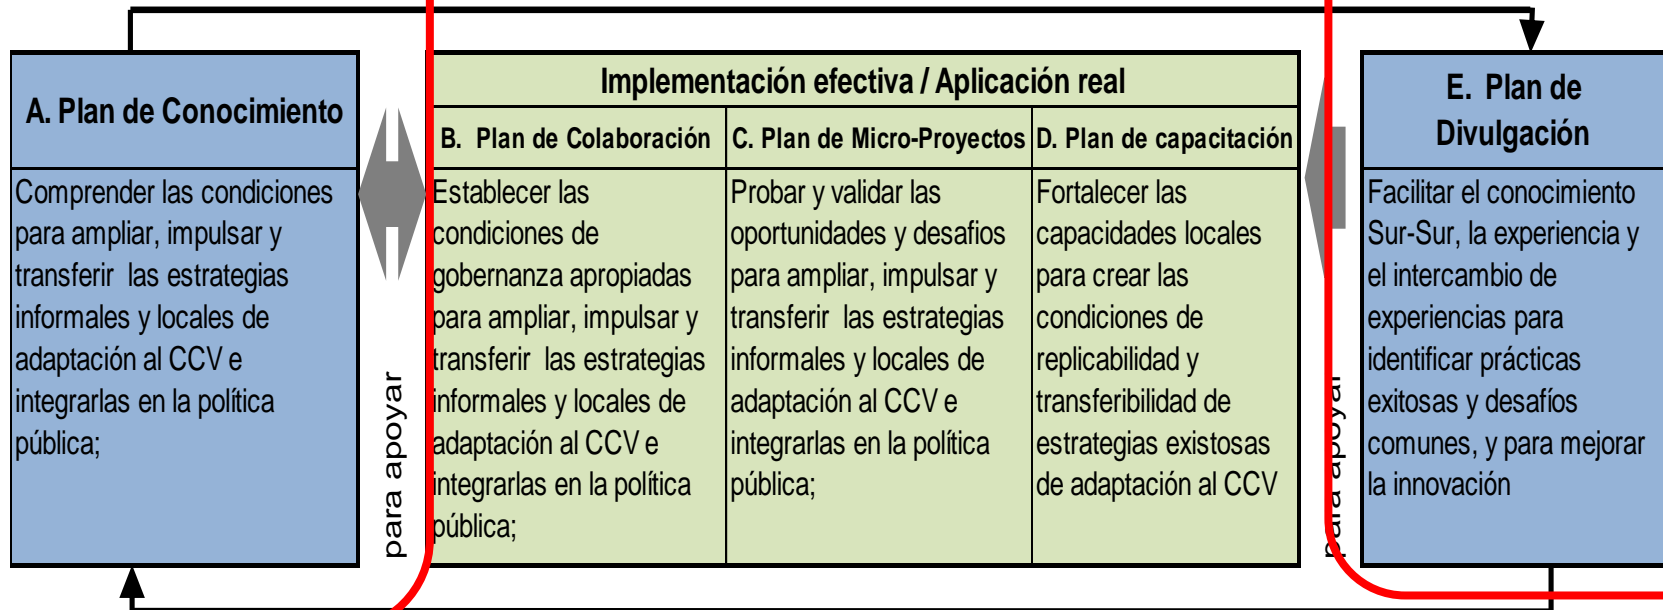 A. Plan de Conocimiento
Comprender las condiciones
para ampliar, impulsar y
transferir las estrategias
informales y locales de
adaptación al CCV e
integrarlas en la política
pública;
para apoyar
Implementación efectiva / Aplicación real
B. Plan de Colaboración
Establecer las
condiciones de
gobernanza apropiadas
para ampliar, impulsar y
transferir las estrategias
informales y locales de
adaptación al CCV e
integrarlas en la política
pública;
C. Plan de Micro-Proyectos
Probar y validar las
oportunidades y desafios
para ampliar, impulsar y
transferir las estrategias
informales y locales de
adaptación al CCV e
integrarlas en la política
pública;
D. Plan de capacitación
Fortalecer las
capacidades locales
para crear las
condiciones de
replicabilidad y
transferibilidad de
estrategias existosas
de adaptación al CCV
para apoyar
E. Plan de
Divulgación
Facilitar el conocimiento
Sur-Sur, la experiencia y
el intercambio de
experiencias para
identificar prácticas
exitosas y desafíos
comunes, y para mejorar
la innovación